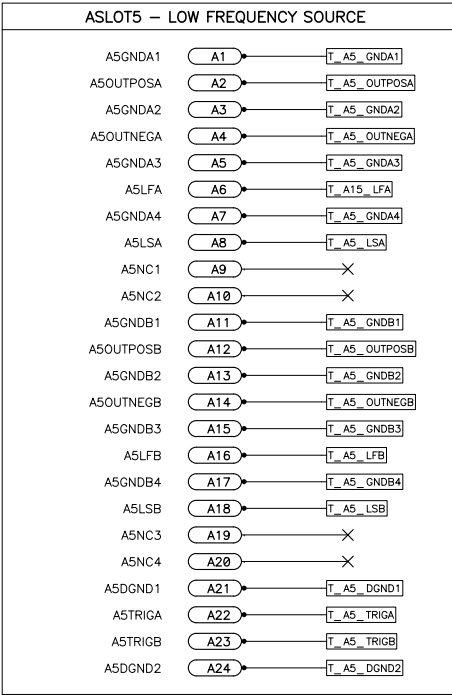 ASLOT5 – LOW FREQUENCY SOURCE
A5GNDA1 A1 T_A5_GNDA1
A5OUTPOSA A2 T_A5_OUTPOSA
A5GNDA2 A3 T_A5_GNDA2
A5OUTNEGA A4 T_A5_OUTNEGA
A5GNDA3 A5 T_A5_GNDA3
A5LFA A6 T_A15_LFA
A5GNDA4 A7 T_A5_GNDA4
A5LSA A8 T_A5_LSA
A5NC1 A9
A5NC2 A10
A5GNDB1 A11 T_A5_GNDB1
A5OUTPOSB A12 T_A5_OUTPOSB
A5GNDB2 A13 T_A5_GNDB2
A5OUTNEGB A14 T_A5_OUTNEGB
A5GNDB3 A15 T_A5_GNDB3
A5LFB A16 T_A5_LFB
A5GNDB4 A17 T_A5_GNDB4
A5LSB A18 T_A5_LSB
A5NC3 A19
A5NC4 A20
A5DGND1 A21 T_A5_DGND1
A5TRIGA A22 T_A5_TRIGA
A5TRIGB A23 T_A5_TRIGB
A5DGND2 A24 T_A5_DGND2